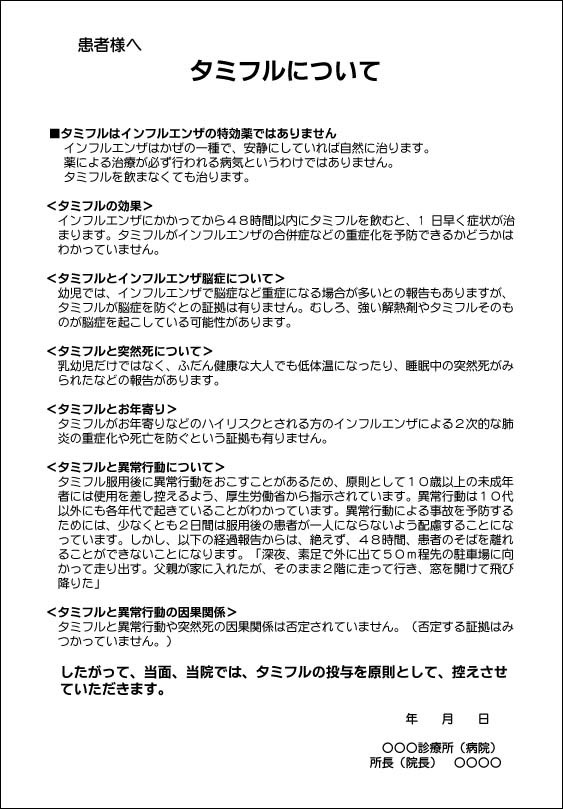 患者様へ
タミフルについて
■タミフルはインフルエンザの特効薬ではありません
インフルエンザはかぜの一種で、安静にしていれば自然に治ります。
薬による治療が必ず行われる病気というわけではありません。
タミフルを飲まなくても治ります。
＜タミフルの効果＞
インフルエンザにかかってから４８時間以内にタミフルを飲むと、1 日早く症状が治
まります。タミフルがインフルエンザの合併症などの重症化を予防できるかどうかは
わかっていません。
＜タミフルとインフルエンザ脳症について＞
幼児では、インフルエンザで脳症など重症になる場合が多いとの報告もありますが、
タミフルが脳症を防ぐとの証拠は有りません。むしろ、強い解熱剤やタミフルそのも
のが脳症を起こしている可能性があります。
＜タミフルと突然死について＞
乳幼児だけではなく、ふだん健康な大人でも低体温になったり、睡眠中の突然死がみ
られたなどの報告があります。
＜タミフルとお年寄り＞
タミフルがお年寄りなどのハイリスクとされる方のインフルエンザによる２次的な肺
炎の重症化や死亡を防ぐという証拠も有りません。
＜タミフルと異常行動について＞
タミフル服用後に異常行動をおこすことがあるため、原則として１０歳以上の未成年
者には使用を差し控えるよう、厚生労働省から指示されています。異常行動は１０代
以外にも各年代で起きていることがわかっています。異常行動による事故を予防する
ためには、少なくとも２日間は服用後の患者が一人にならないよう配慮することにな
っています。しかし、以下の経過報告からは、絶えず、４８時間、患者のそばを離れ
ることができないことになります。「深夜、素足で外に出て５０ｍ程先の駐車場に向
かって走り出す。父親が家に入れたが、そのまま２階に走って行き、窓を開けて飛び
降りた」
＜タミフルと異常行動の因果関係＞
タミフルと異常行動や突然死の因果関係は否定されていません。（否定する証拠はみ
つかっていません。）
したがって、当面、当院では、タミフルの投与を原則として、控えさせ
ていただきます。
年　月　日
○○○診療所（病院）
所長（院長）　○○○○